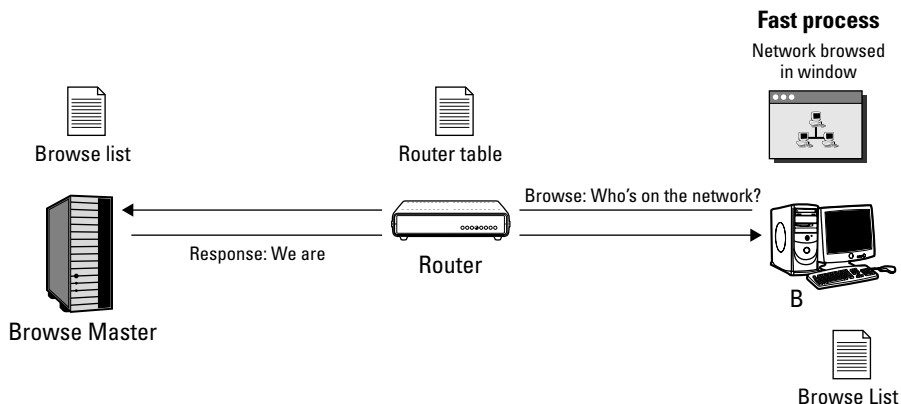 Fast process
Network browsed
in window
Browse list
Router table
Browse: Who's on the network?
Response: We are
Router
B
Browse Master
Browse List